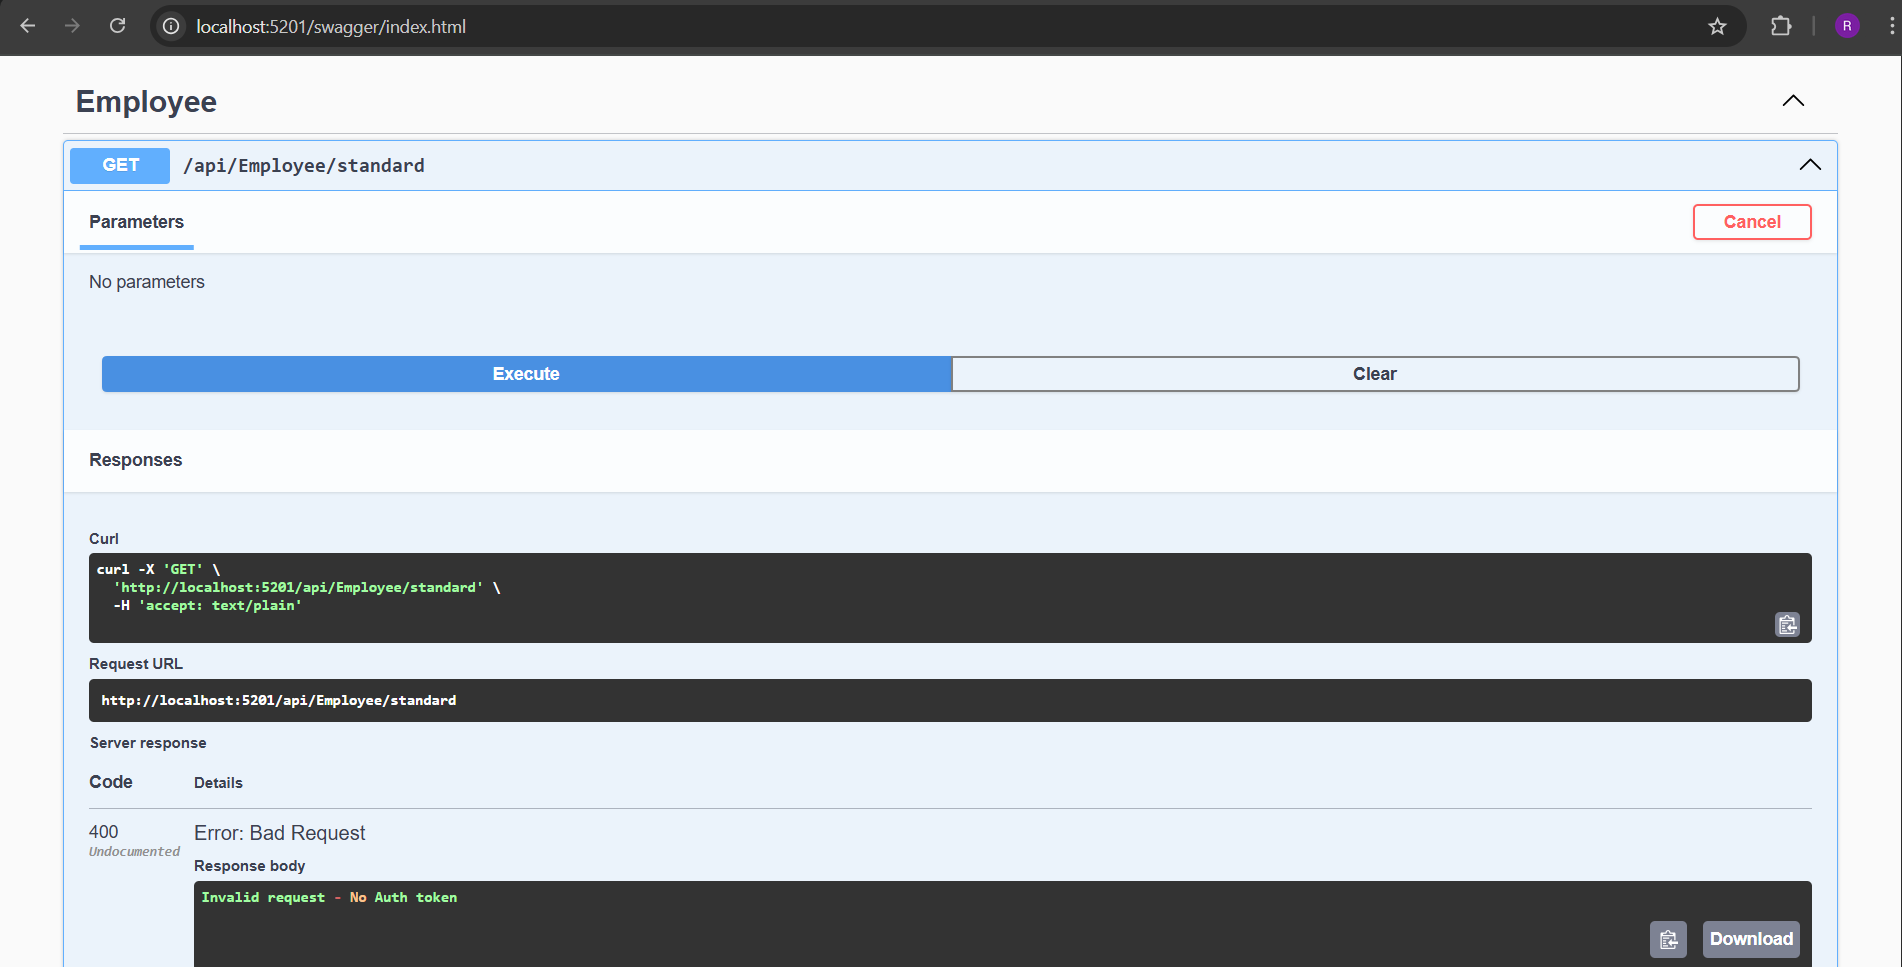 localhost:5201/swagger/index.html
R
Employee
GET /api/Employee/standard
Parameters
Cancel
No parameters
Execute
Clear
Responses
Curl
curl -X 'GET' \
'http://localhost:5201/api/Employee/standard' \
-H 'accept: text/plain'
Request URL
http://localhost:5201/api/Employee/standard
Server response
Code Details
400 Error: Bad Request
Undocumented
Response body
Invalid request - No Auth token
Download